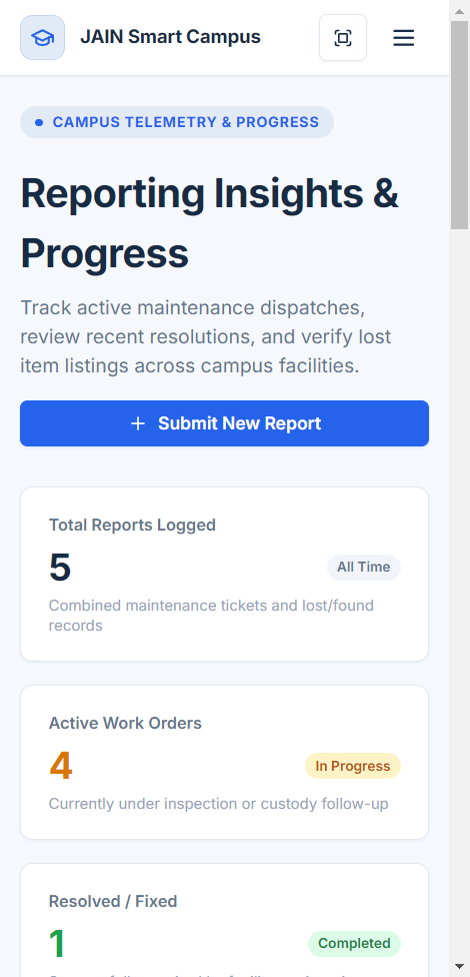 JAIN Smart Campus
CAMPUS TELEMETRY & PROGRESS
Reporting Insights &
Progress
Track active maintenance dispatches,
review recent resolutions, and verify lost
item listings across campus facilities.
+ Submit New Report
Total Reports Logged
5
All Time
Combined maintenance tickets and lost/found
records
Active Work Orders
4
In Progress
Currently under inspection or custody follow-up
Resolved / Fixed
1
Completed